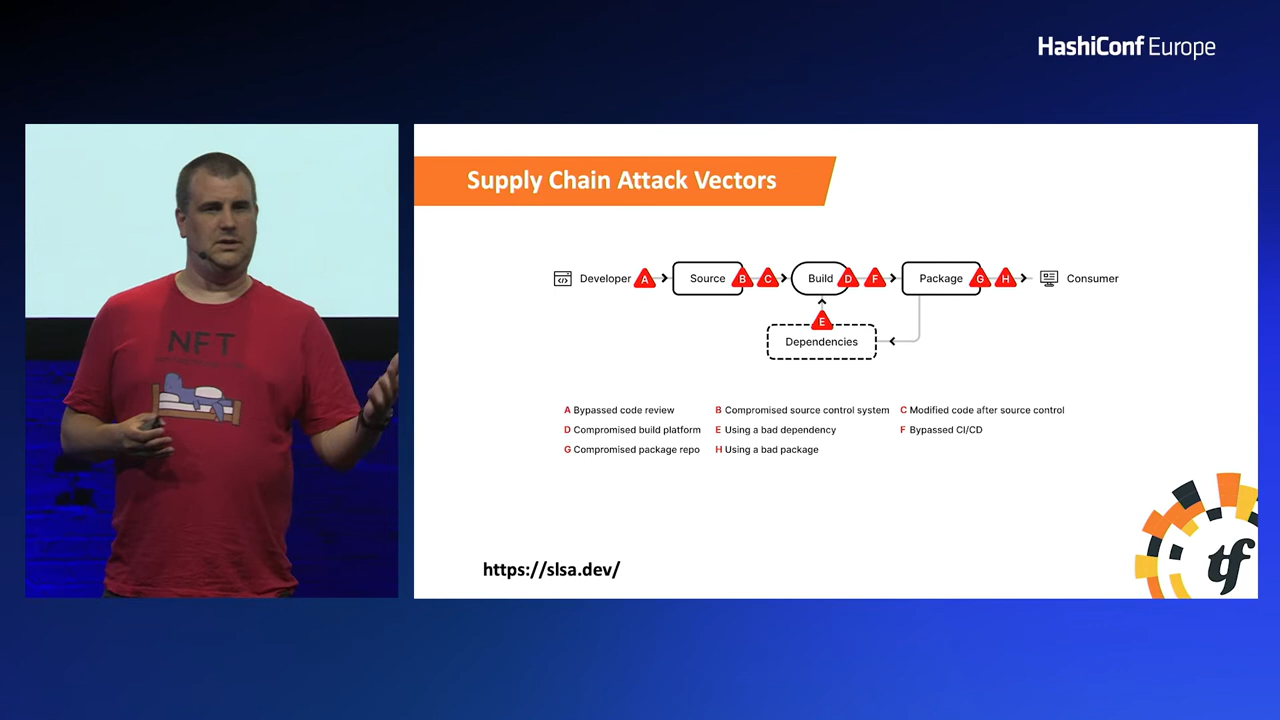 HashiConf Europe
Supply Chain Attack Vectors
Developer A Source B C Build D F Package G H Consumer
E
Dependencies
A Bypassed code review B Compromised source control system C Modified code after source control
D Compromised build platform E Using a bad dependency F Bypassed CI/CD
G Compromised package repo H Using a bad package
https://slsa.dev/
tf
NFT